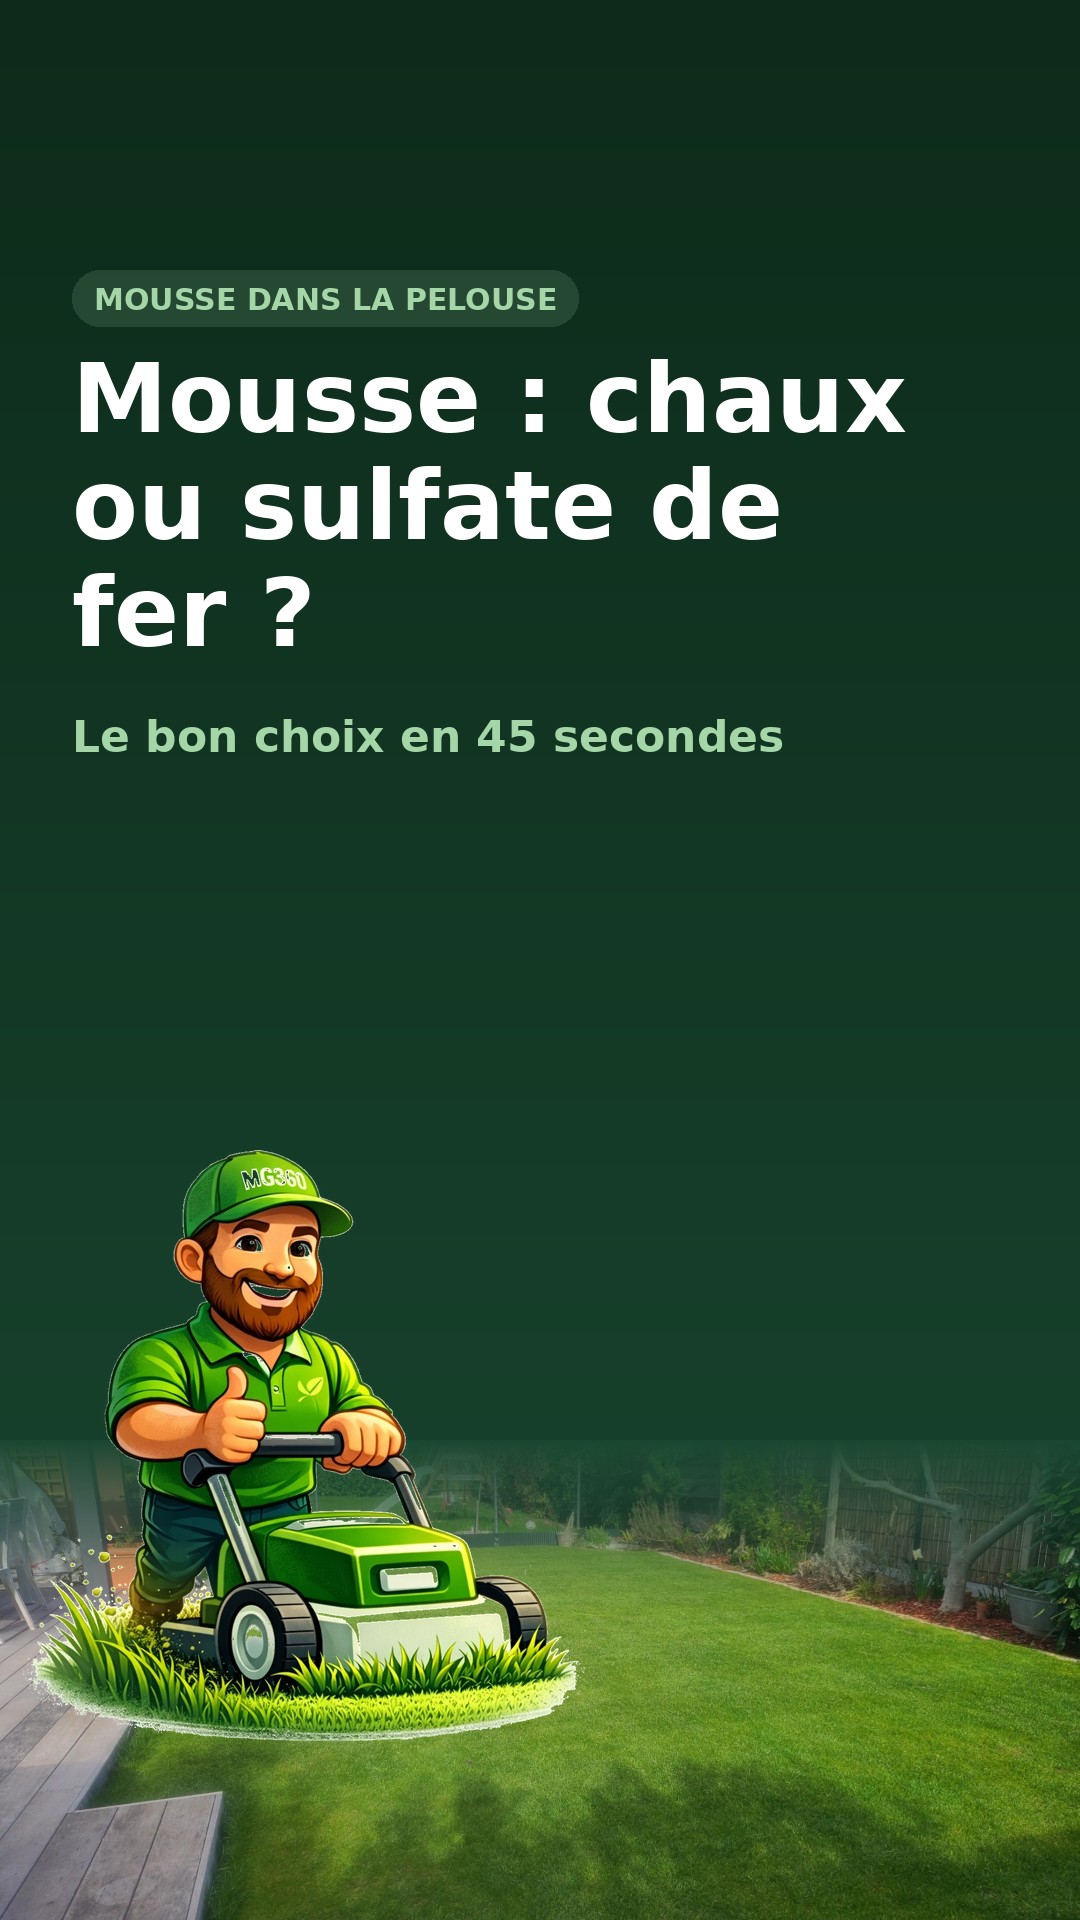 MOUSSE DANS LA PELOUSE
Mousse : chaux
ou sulfate de
fer ?
Le bon choix en 45 secondes
MG360